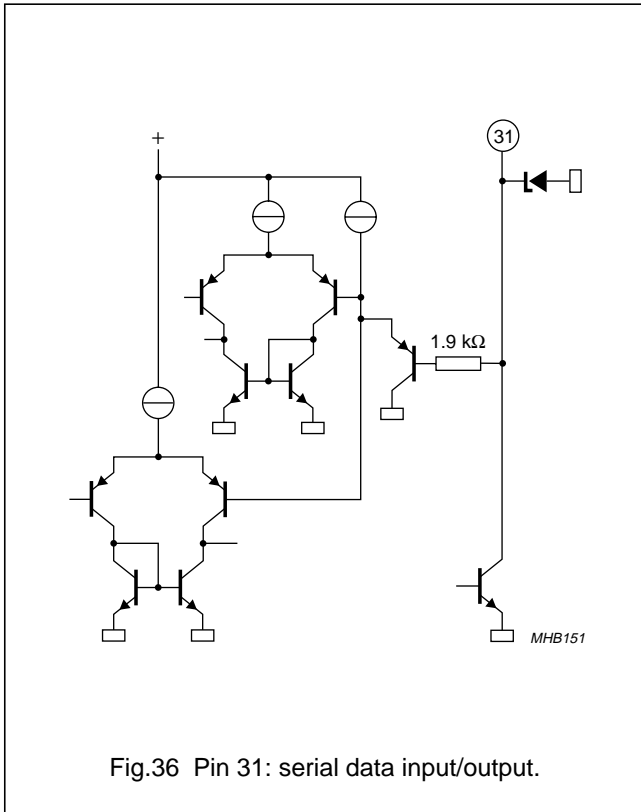 +
31
1.9 kΩ
MHB151
Fig.36 Pin 31: serial data input/output.